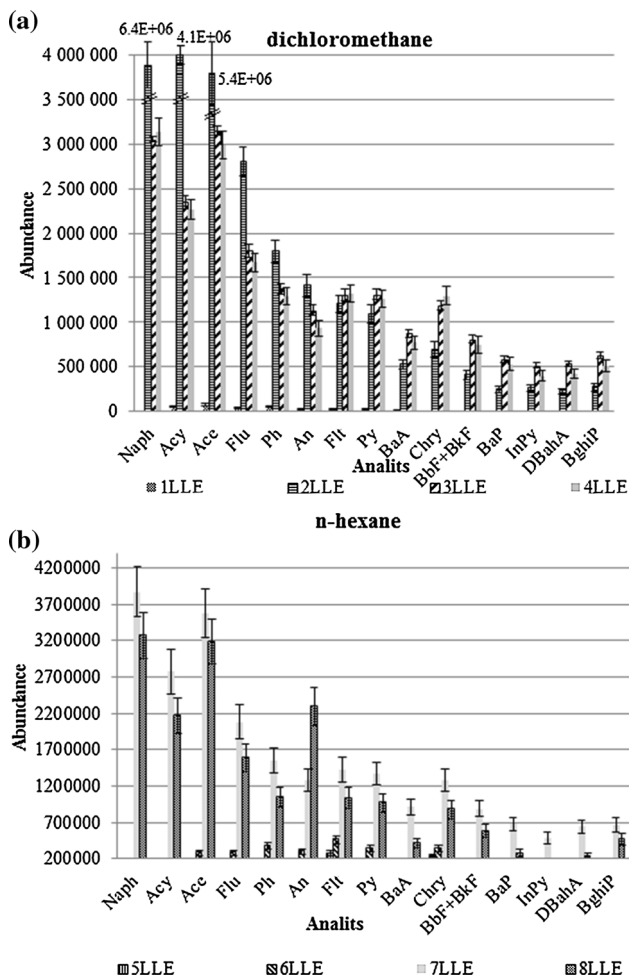 (a)
6.4E+06
4.1E+06
dichloromethane
5.4E+06
4 000 000
3 500 000
3 000 000
2 500 000
2 000 000
1 500 000
1 000 000
500 000
0
Abundance
Naph
Acy
Ace
Flu
Ph
An
Flt
Py
BaA
Chry
BbF+BkF
BaP
InPy
DBahA
BghiP
Analits
1LLE
2LLE
3LLE
4LLE
(b)
n-hexane
4200000
3700000
3200000
2700000
2200000
1700000
1200000
700000
200000
Abundance
Naph
Acy
Ace
Flu
Ph
An
Flt
Py
BaA
Chry
BbF+BkF
BaP
InPy
DBahA
BghiP
Analits
5LLE
6LLE
7LLE
8LLE